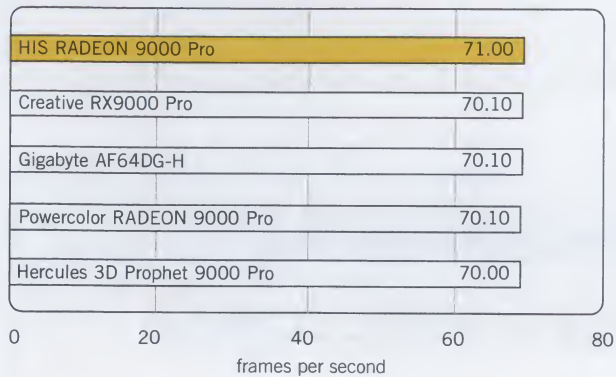 HIS RADEON 9000 Pro 71.00
Creative RX9000 Pro 70.10
Gigabyte AF64DG-H 70.10
Powercolor RADEON 9000 Pro 70.10
Hercules 3D Prophet 9000 Pro 70.00
0 20 40 60 80
frames per second